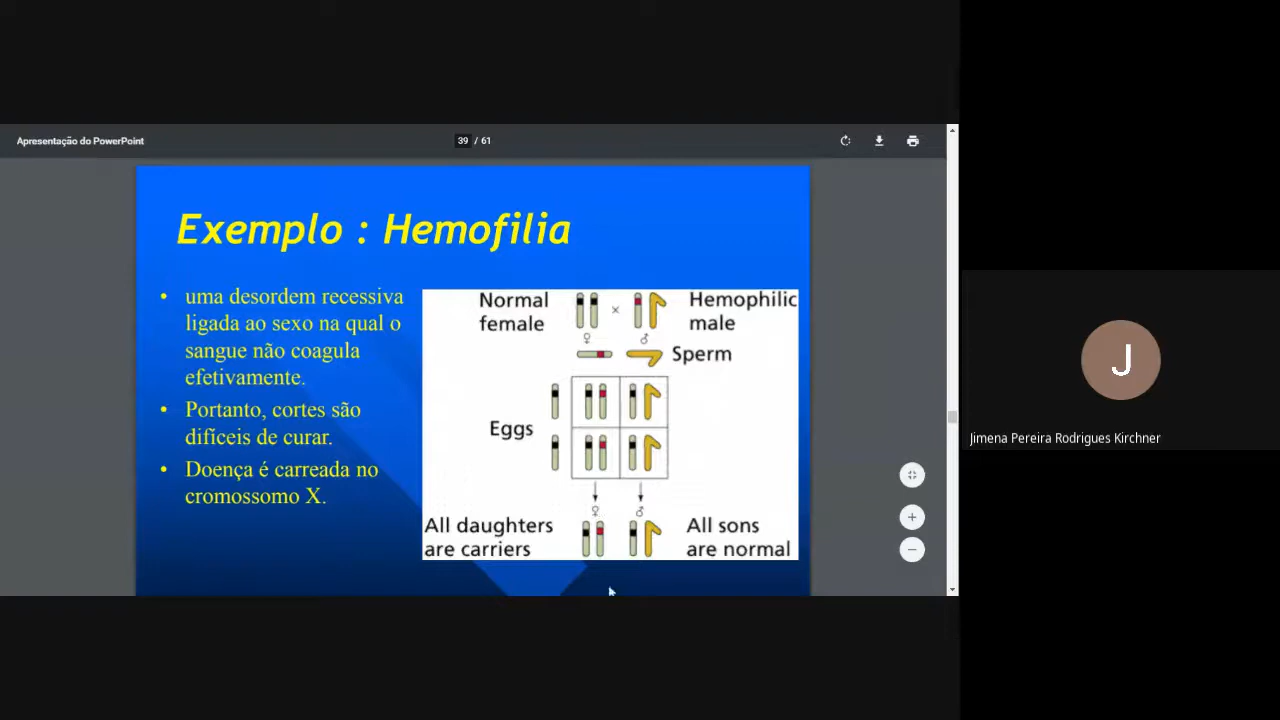 Apresentação do PowerPoint
39 / 61
Exemplo : Hemofilia
• uma desordem recessiva
ligada ao sexo na qual o
sangue não coagula
efetivamente.
• Portanto, cortes são
difíceis de curar.
• Doença é carreada no
cromossomo X.
Normal
female
×
Hemophilic
male
♀
♂
Sperm
Eggs
♀
♂
All daughters
are carriers
All sons
are normal
J
Jimena Pereira Rodrigues Kirchner